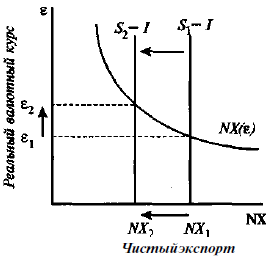 ε
S₂ – I
S₁ – I
Реальный валютный курс
ε₂
ε₁
NX(ε)
NX
NX₂
NX₁
Чистый экспорт